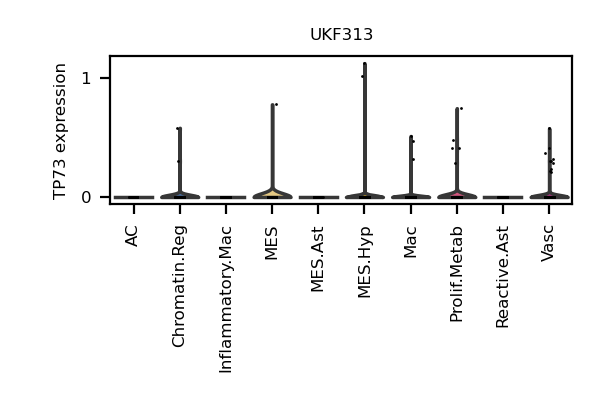 UKF313
TP73 expression
1
0
AC
Chromatin.Reg
Inflammatory.Mac
MES
MES.Ast
MES.Hyp
Mac
Prolif.Metab
Reactive.Ast
Vasc